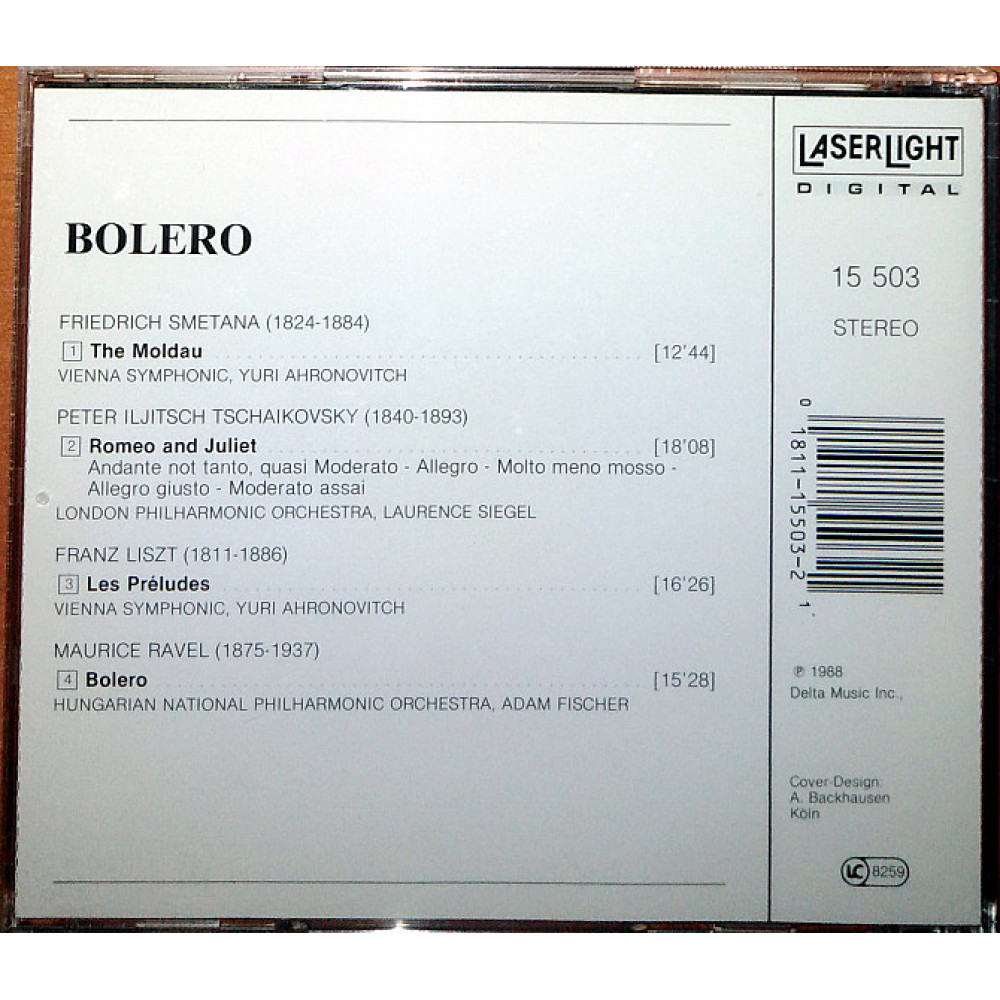 BOLERO
FRIEDRICH SMETANA (1824-1884)
1 The Moldau [12'44]
VIENNA SYMPHONIC, YURI AHRONOVITCH
PETER ILJITSCH TSCHAIKOVSKY (1840-1893)
2 Romeo and Juliet [18'08]
Andante not tanto, quasi Moderato - Allegro - Molto meno mosso -
Allegro giusto - Moderato assai
LONDON PHILHARMONIC ORCHESTRA, LAURENCE SIEGEL
FRANZ LISZT (1811-1886)
3 Les Préludes [16'26]
VIENNA SYMPHONIC, YURI AHRONOVITCH
MAURICE RAVEL (1875-1937)
4 Bolero [15'28]
HUNGARIAN NATIONAL PHILHARMONIC ORCHESTRA, ADAM FISCHER
LASERLIGHT
DIGITAL
15 503
STEREO
0 1811-15503-2 1
℗ 1988
Delta Music Inc.,
Cover-Design:
A. Backhausen
Köln
LC 8259